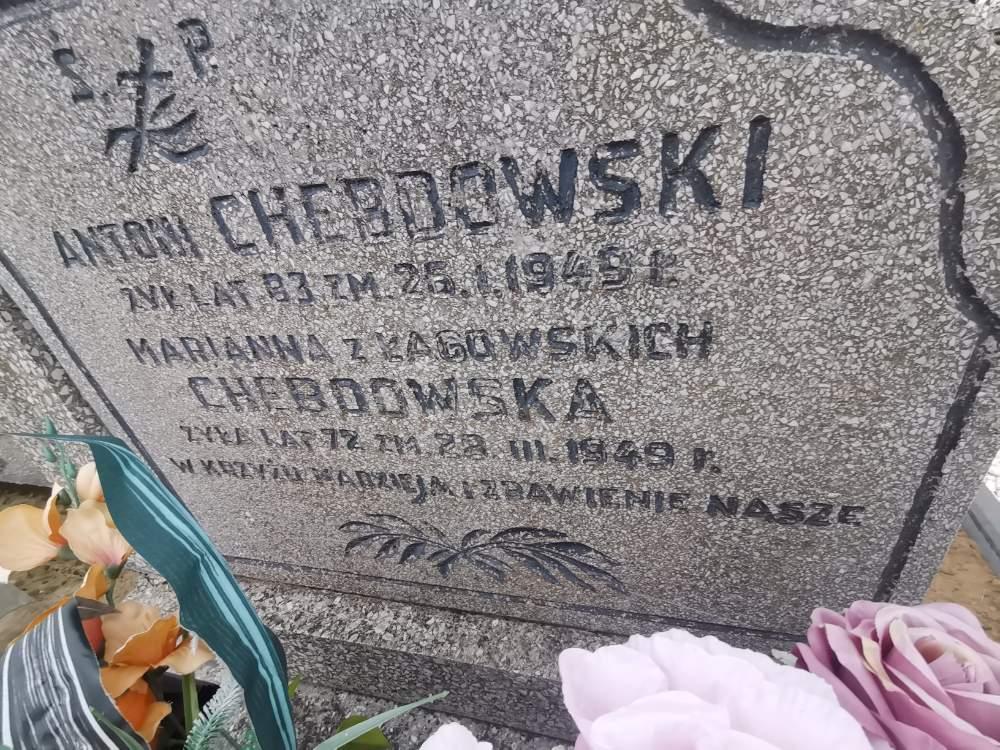 Ś. P.
ANTONI CHEBDOWSKI
ŻYŁ LAT 83 ZM. 25.I.1949 r.
MARIANNA z ŁAGOWSKICH
CHEBDOWSKA
ŻYŁA LAT 72 ZM. 28.III.1949 r.
W KRZYŻU NADZIEJA I ZBAWIENIE NASZE